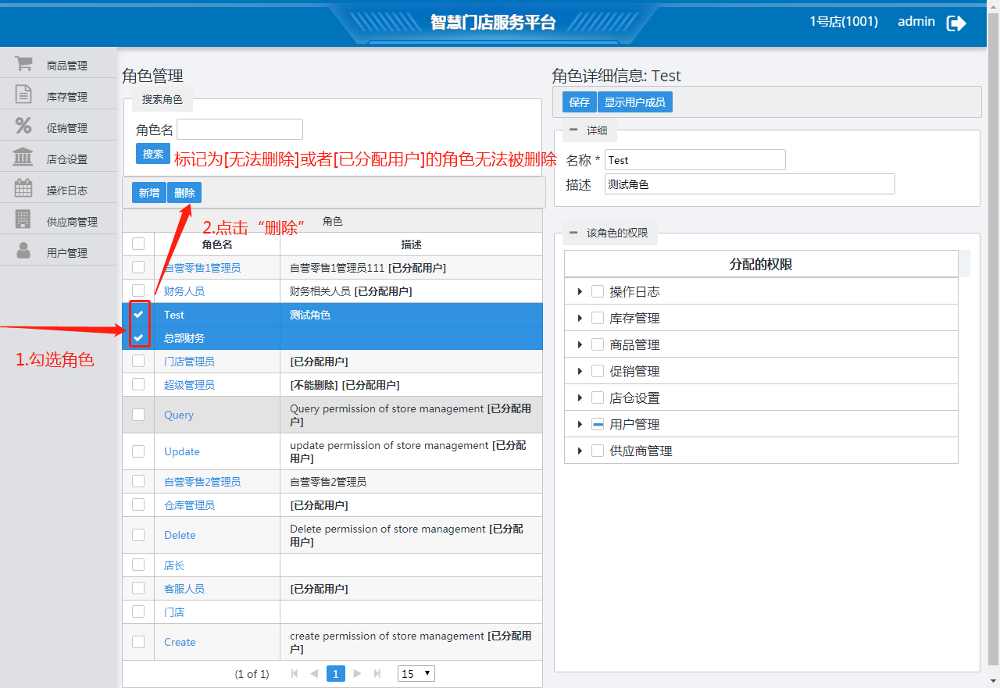 智慧门店服务平台
1号店(1001) admin
商品管理
库存管理
促销管理
店仓设置
操作日志
供应商管理
用户管理
角色管理
搜索角色
角色名
搜索
标记为[无法删除]或者[已分配用户]的角色无法被删除
新增 删除
2.点击“删除”
1.勾选角色
角色
角色名 描述
自营零售1管理员 自营零售1管理员111 [已分配用户]
财务人员 财务相关人员 [已分配用户]
Test 测试角色
总部财务
门店管理员 [已分配用户]
超级管理员 [不能删除] [已分配用户]
Query Query permission of store management [已分配用
户]
Update update permission of store management [已分配
用户]
自营零售2管理员 自营零售2管理员
仓库管理员 [已分配用户]
Delete Delete permission of store management [已分配
用户]
店长
客服人员 [已分配用户]
门店
Create create permission of store management [已分配用
户]
(1 of 1) 1 15
角色详细信息: Test
保存 显示用户成员
详细
名称 * Test
描述 测试角色
该角色的权限
分配的权限
操作日志
库存管理
商品管理
促销管理
店仓设置
用户管理
供应商管理